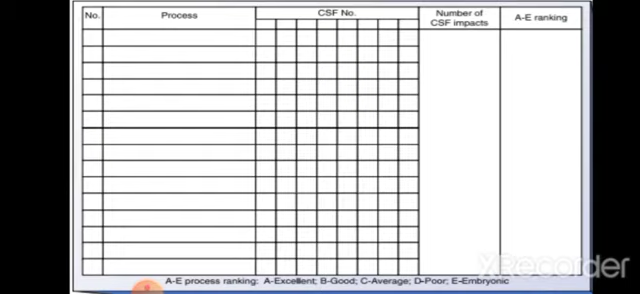 No. Process CSF No. Number of CSF impacts A-E ranking
A-E process ranking: A-Excellent; B-Good; C-Average; D-Poor; E-Embryonic
XRecorder